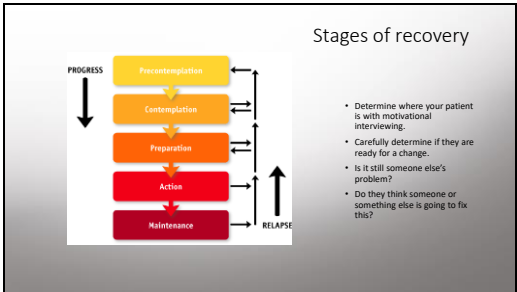 Stages of recovery
PROGRESS
Precontemplation
Contemplation
Preparation
Action
Maintenance
RELAPSE
• Determine where your patient
is with motivational
interviewing.
• Carefully determine if they are
ready for a change.
• Is it still someone else's
problem?
• Do they think someone or
something else is going to fix
this?